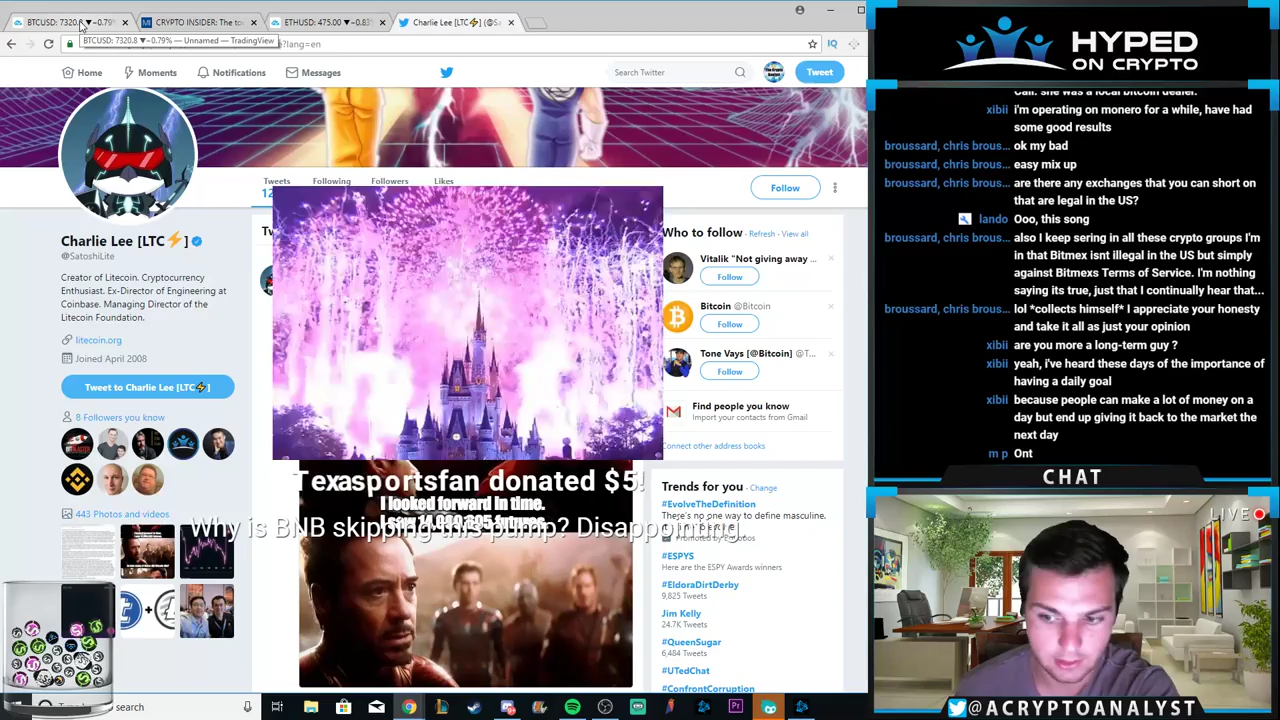 BTCUSD: 7320.8 ▼−0.79%
CRYPTO INSIDER: The to
ETHUSD: 475.00 ▼−0.83%
Charlie Lee [LTC⚡] (@Sa
BTCUSD: 7320.8 ▼−0.79% — Unnamed — TradingView
?lang=en
Home
Moments
Notifications
Messages
Search Twitter
Tweet
Tweets
Following
Followers
Likes
Follow
Charlie Lee [LTC⚡]
@SatoshiLite
Creator of Litecoin. Cryptocurrency
Enthusiast. Ex-Director of Engineering at
Coinbase. Managing Director of the
Litecoin Foundation.
litecoin.org
Joined April 2008
Tweet to Charlie Lee [LTC⚡]
8 Followers you know
443 Photos and videos
Texasportsfan donated $5!
I looked forward in time.
Why is BNB skipping this pump? Disappointing
Who to follow · Refresh · View all
Vitalik "Not giving away ...
Follow
Bitcoin @Bitcoin
Follow
Tone Vays [@Bitcoin] @T...
Follow
Find people you know
Import your contacts from Gmail
Connect other address books
Trends for you · Change
#EvolveTheDefinition
There's no one way to define masculine.
#ESPYS
Here are the ESPY Awards winners
#EldoraDirtDerby
9,825 Tweets
Jim Kelly
24.7K Tweets
#QueenSugar
6,484 Tweets
#UTedChat
#ConfrontCorruption
search
HYPED
ON CRYPTO
Call. she was a local bitcoin dealer.
xibii i'm operating on monero for a while, have had
some good results
broussard, chris brous... ok my bad
broussard, chris brous... easy mix up
broussard, chris brous... are there any exchanges that you can short on
that are legal in the US?
lando Ooo, this song
broussard, chris brous... also I keep sering in all these crypto groups I'm
in that Bitmex isnt illegal in the US but simply
against Bitmexs Terms of Service. I'm nothing
saying its true, just that I continually hear that...
broussard, chris brous... lol *collects himself* I appreciate your honesty
and take it all as just your opinion
xibii are you more a long-term guy ?
xibii yeah, i've heard these days of the importance of
having a daily goal
xibii because people can make a lot of money on a
day but end up giving it back to the market the
next day
m p Ont
CHAT
LIVE
@ACRYPTOANALYST